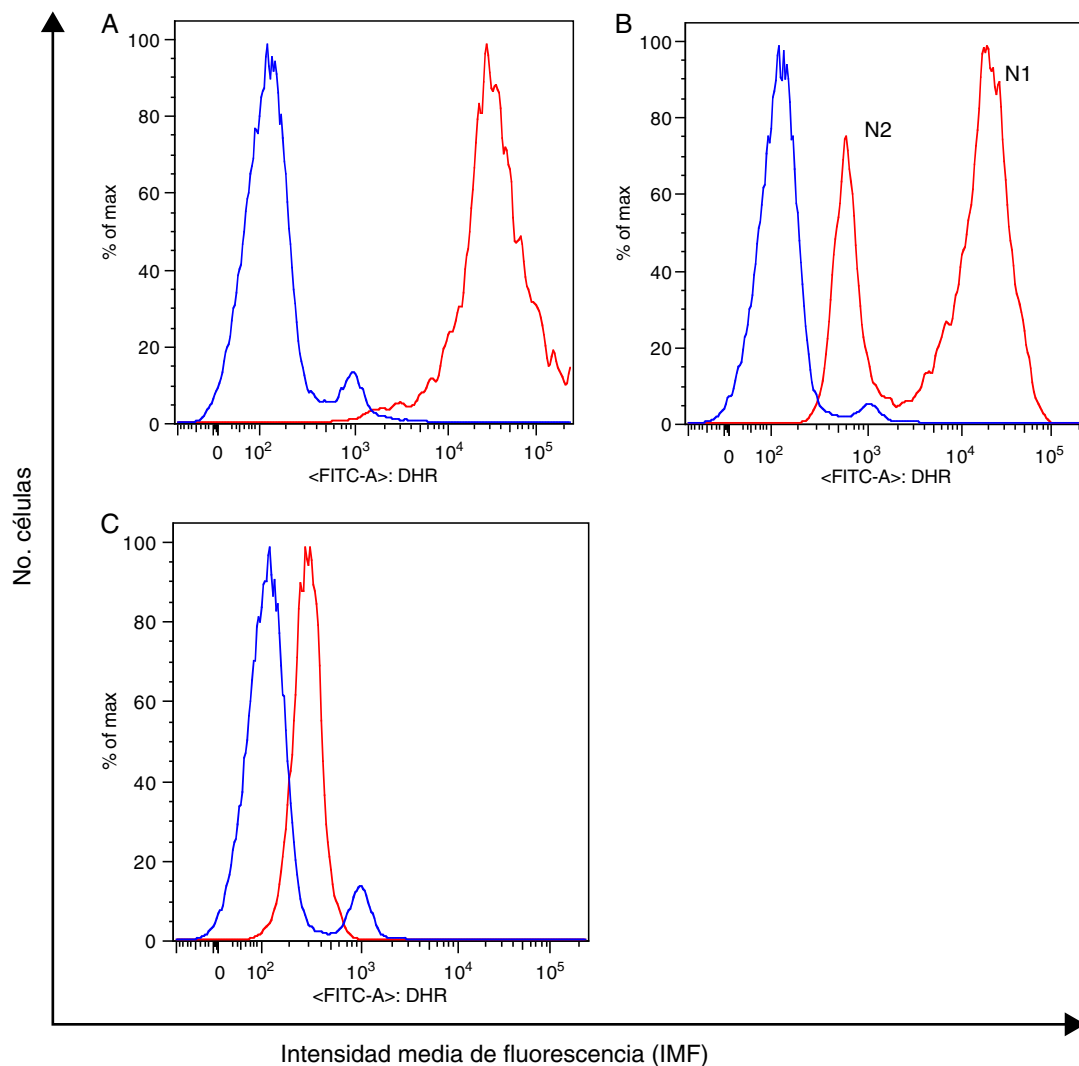 A
% of max
100
80
60
40
20
0
0 10² 10³ 10⁴ 10⁵
<FITC-A>: DHR
B
% of max
100
80
60
40
20
0
N2
N1
0 10² 10³ 10⁴ 10⁵
<FITC-A>: DHR
C
% of max
100
80
60
40
20
0
0 10² 10³ 10⁴ 10⁵
<FITC-A>: DHR
No. células
Intensidad media de fluorescencia (IMF)